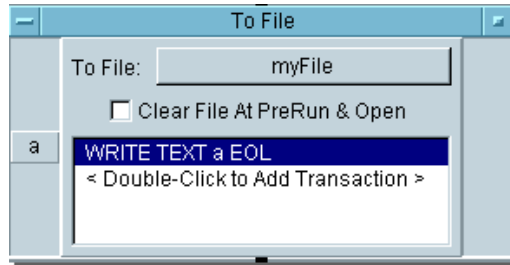 To File
To File: myFile
Clear File At PreRun & Open
a
WRITE TEXT a EOL
< Double-Click to Add Transaction >